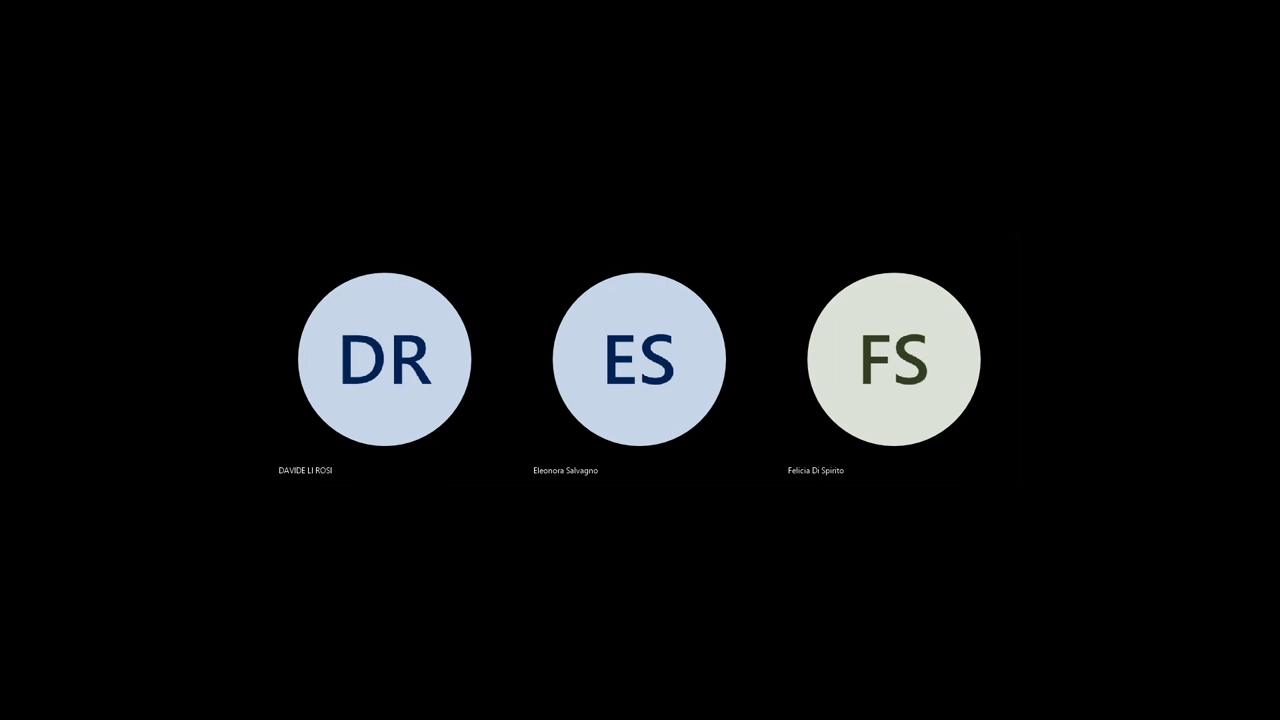 DR
ES
FS
DAVIDE LI ROSI
Eleonora Salvagno
Felicia Di Spirito